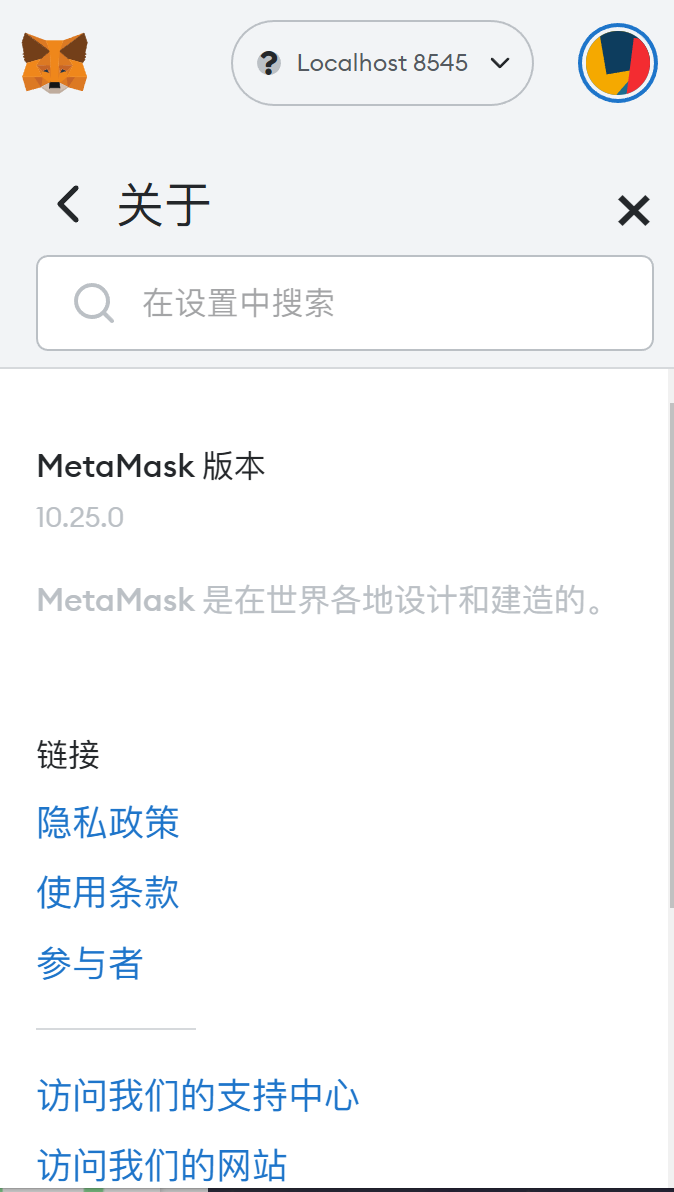 Localhost 8545
关于
在设置中搜索
MetaMask 版本
10.25.0
MetaMask 是在世界各地设计和建造的。
链接
隐私政策
使用条款
参与者
访问我们的支持中心
访问我们的网站